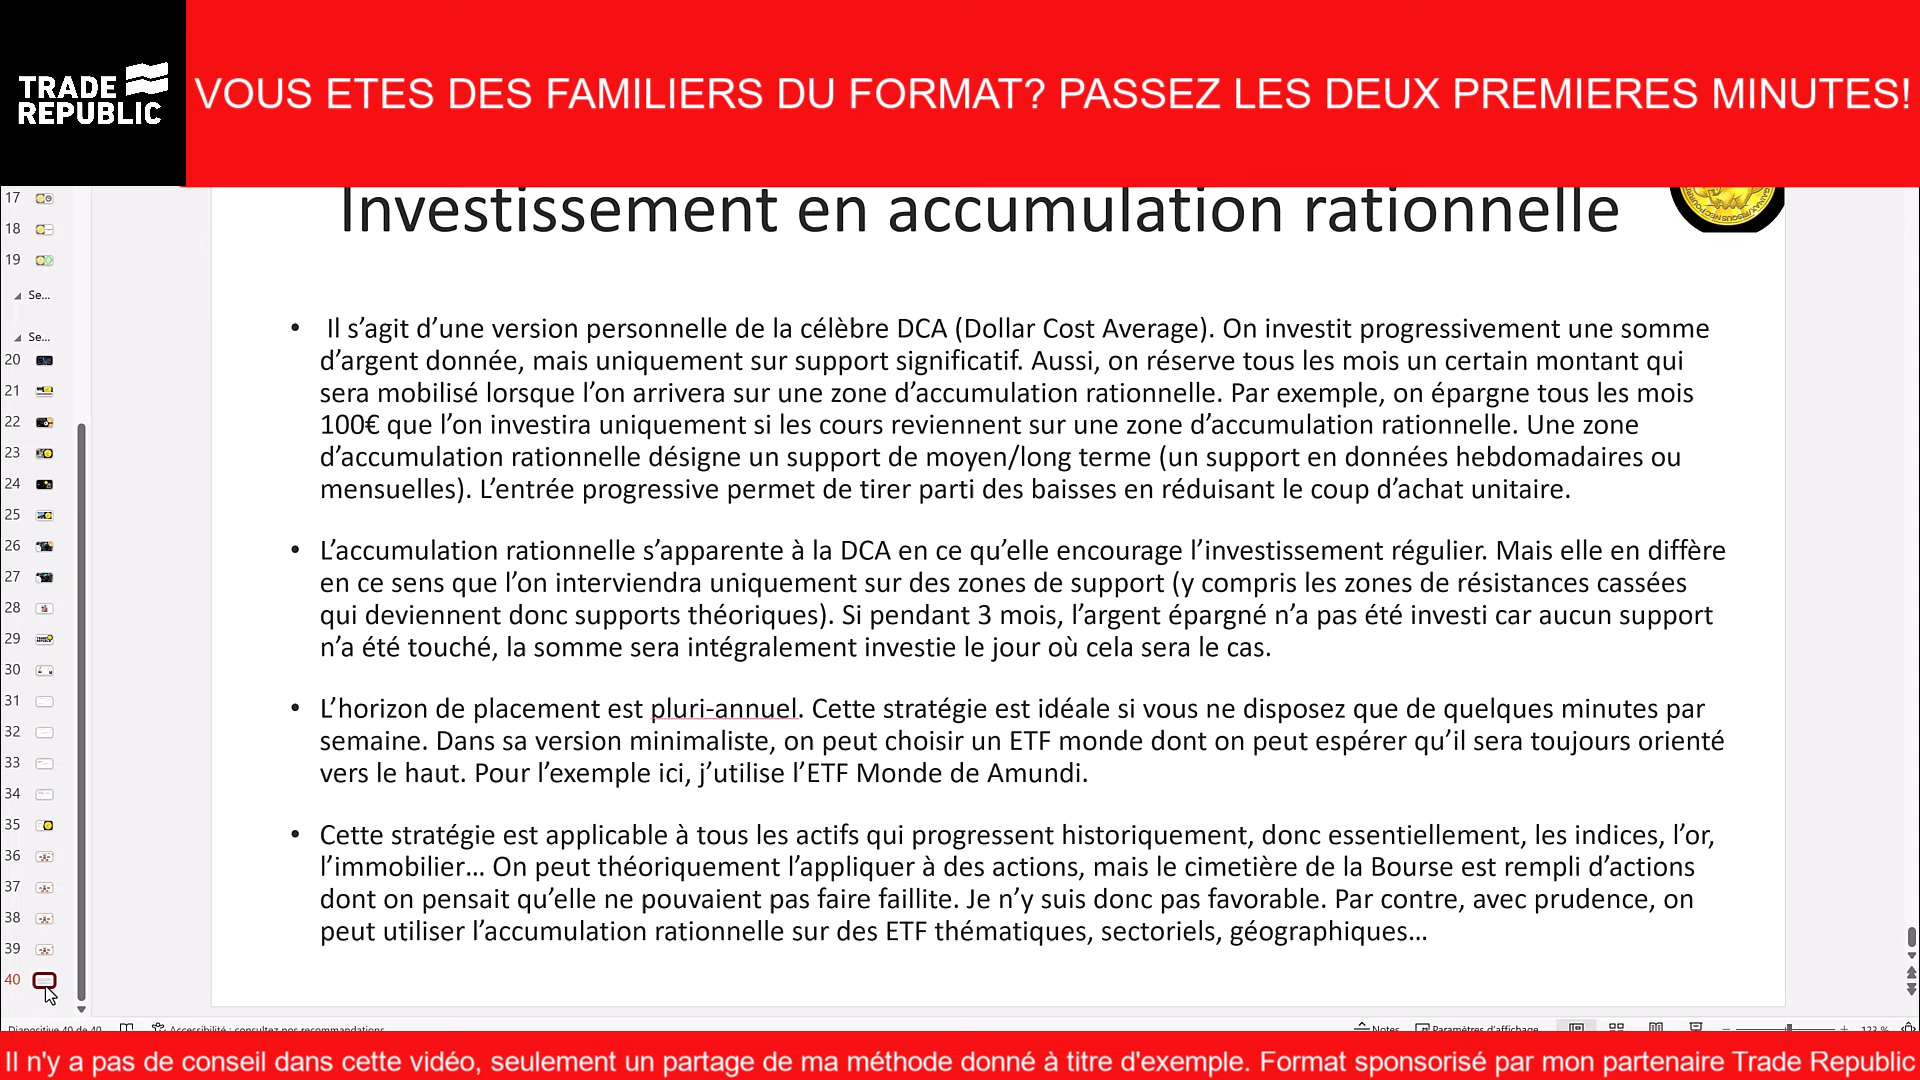 TRADE
REPUBLIC
VOUS ETES DES FAMILIERS DU FORMAT? PASSEZ LES DEUX PREMIERES MINUTES!
17
18
19
Se...
Se...
20
21
22
23
24
25
26
27
28
29
30
31
32
33
34
35
36
37
38
39
40
Investissement en accumulation rationnelle
• Il s’agit d’une version personnelle de la célèbre DCA (Dollar Cost Average). On investit progressivement une somme
d’argent donnée, mais uniquement sur support significatif. Aussi, on réserve tous les mois un certain montant qui
sera mobilisé lorsque l’on arrivera sur une zone d’accumulation rationnelle. Par exemple, on épargne tous les mois
100€ que l’on investira uniquement si les cours reviennent sur une zone d’accumulation rationnelle. Une zone
d’accumulation rationnelle désigne un support de moyen/long terme (un support en données hebdomadaires ou
mensuelles). L’entrée progressive permet de tirer parti des baisses en réduisant le coup d’achat unitaire.
• L’accumulation rationnelle s’apparente à la DCA en ce qu’elle encourage l’investissement régulier. Mais elle en diffère
en ce sens que l’on interviendra uniquement sur des zones de support (y compris les zones de résistances cassées
qui deviennent donc supports théoriques). Si pendant 3 mois, l’argent épargné n’a pas été investi car aucun support
n’a été touché, la somme sera intégralement investie le jour où cela sera le cas.
• L’horizon de placement est pluri-annuel. Cette stratégie est idéale si vous ne disposez que de quelques minutes par
semaine. Dans sa version minimaliste, on peut choisir un ETF monde dont on peut espérer qu’il sera toujours orienté
vers le haut. Pour l’exemple ici, j’utilise l’ETF Monde de Amundi.
• Cette stratégie est applicable à tous les actifs qui progressent historiquement, donc essentiellement, les indices, l’or,
l’immobilier… On peut théoriquement l’appliquer à des actions, mais le cimetière de la Bourse est rempli d’actions
dont on pensait qu’elle ne pouvaient pas faire faillite. Je n’y suis donc pas favorable. Par contre, avec prudence, on
peut utiliser l’accumulation rationnelle sur des ETF thématiques, sectoriels, géographiques…
Diapositive 40 de 40 Accessibilité : consultez nos recommandations Notes Paramètres d'affichage 123 %
Il n'y a pas de conseil dans cette vidéo, seulement un partage de ma méthode donné à titre d'exemple. Format sponsorisé par mon partenaire Trade Republic